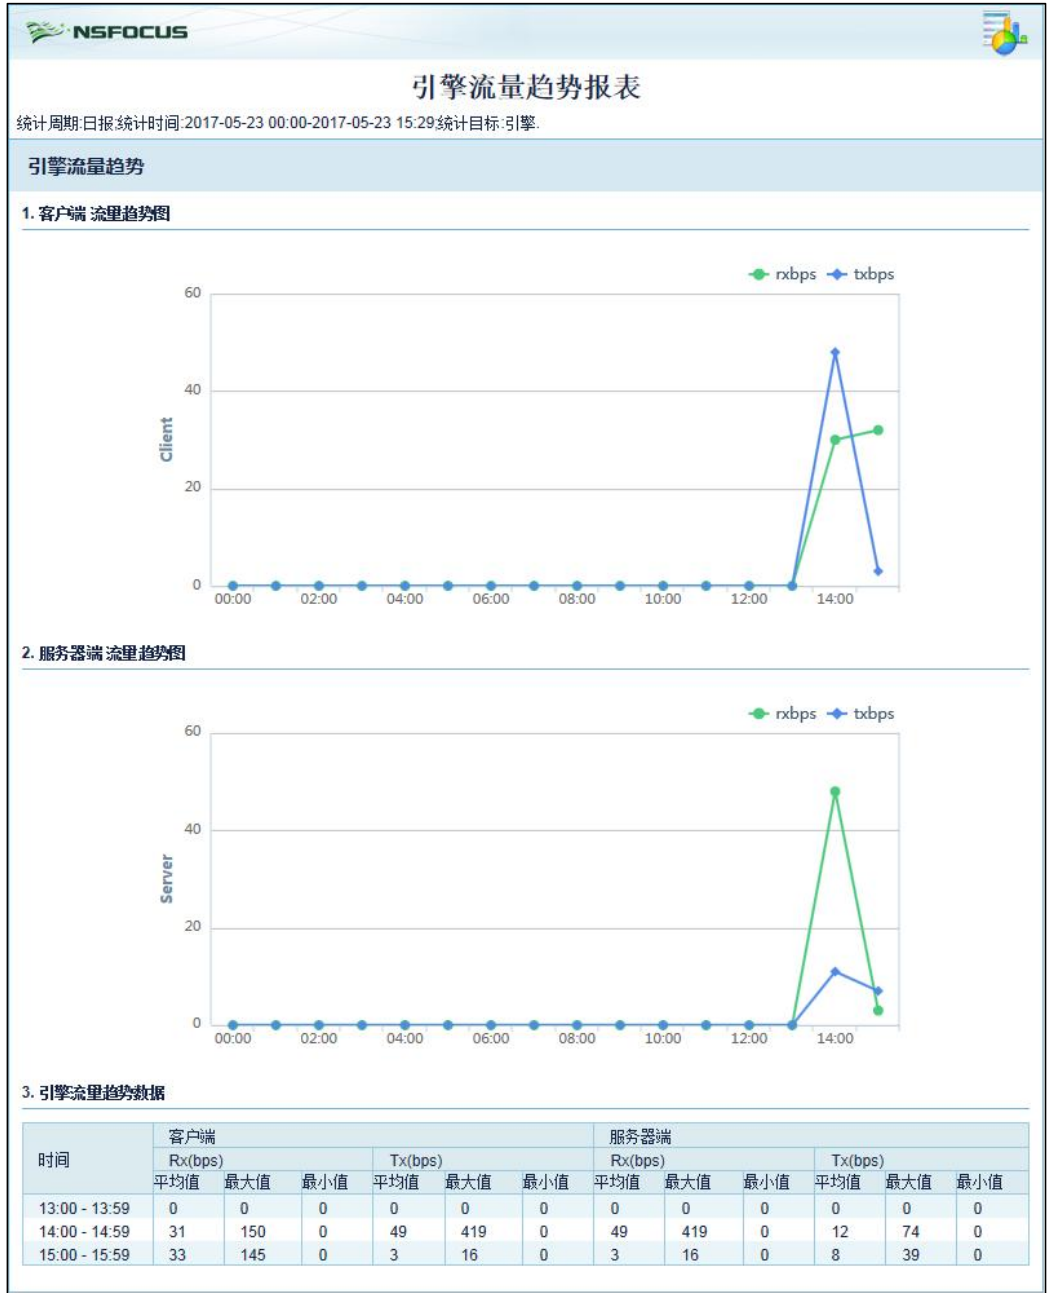 NSFOCUS
引擎流量趋势报表
统计周期:日报;统计时间:2017-05-23 00:00-2017-05-23 15:29;统计目标:引擎.
引擎流量趋势
1. 客户端 流量趋势图
rxbps txbps
60
40
20
0
Client
00:00 02:00 04:00 06:00 08:00 10:00 12:00 14:00
2. 服务器端 流量趋势图
rxbps txbps
60
40
20
0
Server
00:00 02:00 04:00 06:00 08:00 10:00 12:00 14:00
3. 引擎流量趋势数据
时间 客户端 服务器端
Rx(bps) Tx(bps) Rx(bps) Tx(bps)
平均值 最大值 最小值 平均值 最大值 最小值 平均值 最大值 最小值 平均值 最大值 最小值
13:00 - 13:59 0 0 0 0 0 0 0 0 0 0 0 0
14:00 - 14:59 31 150 0 49 419 0 49 419 0 12 74 0
15:00 - 15:59 33 145 0 3 16 0 3 16 0 8 39 0